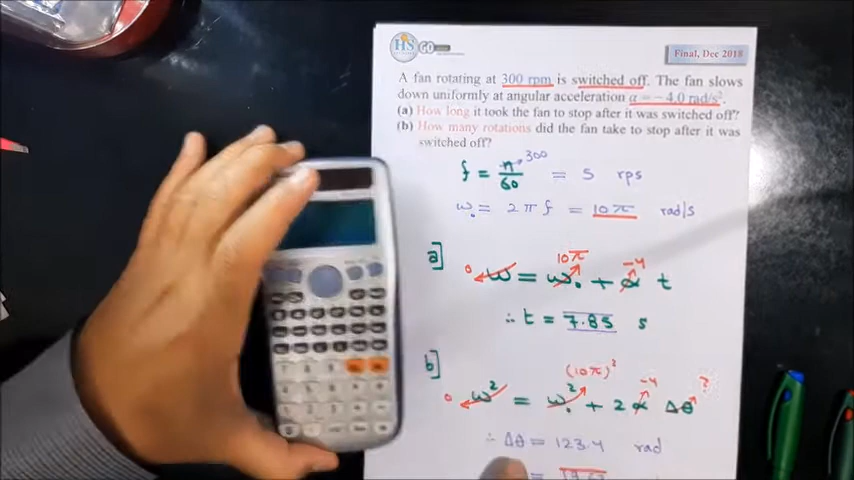 HS GO
Final, Dec 2018
A fan rotating at 300 rpm is switched off. The fan slows
down uniformly at angular acceleration α = −4.0 rad/s².
(a) How long it took the fan to stop after it was switched off?
(b) How many rotations did the fan take to stop after it was
switched off?
f = n/60 300 = 5 rps
ω₀ = 2πf = 10π rad/s
a] 0 ω = ω₀ 10π + α −4 t
∴ t = 7.85 s
b] 0 ω² = ω₀² (10π)² + 2 α −4 Δθ ?
∴ Δθ = 123.4 rad
=